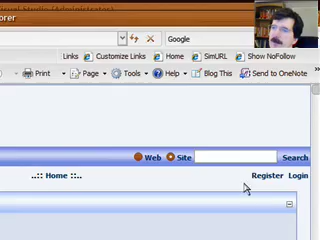 orer
Google
Links Customize Links Home SimURL Show NoFollow
Print Page Tools Help Blog This Send to OneNote
Web Site Search
..:: Home ::.. Register Login